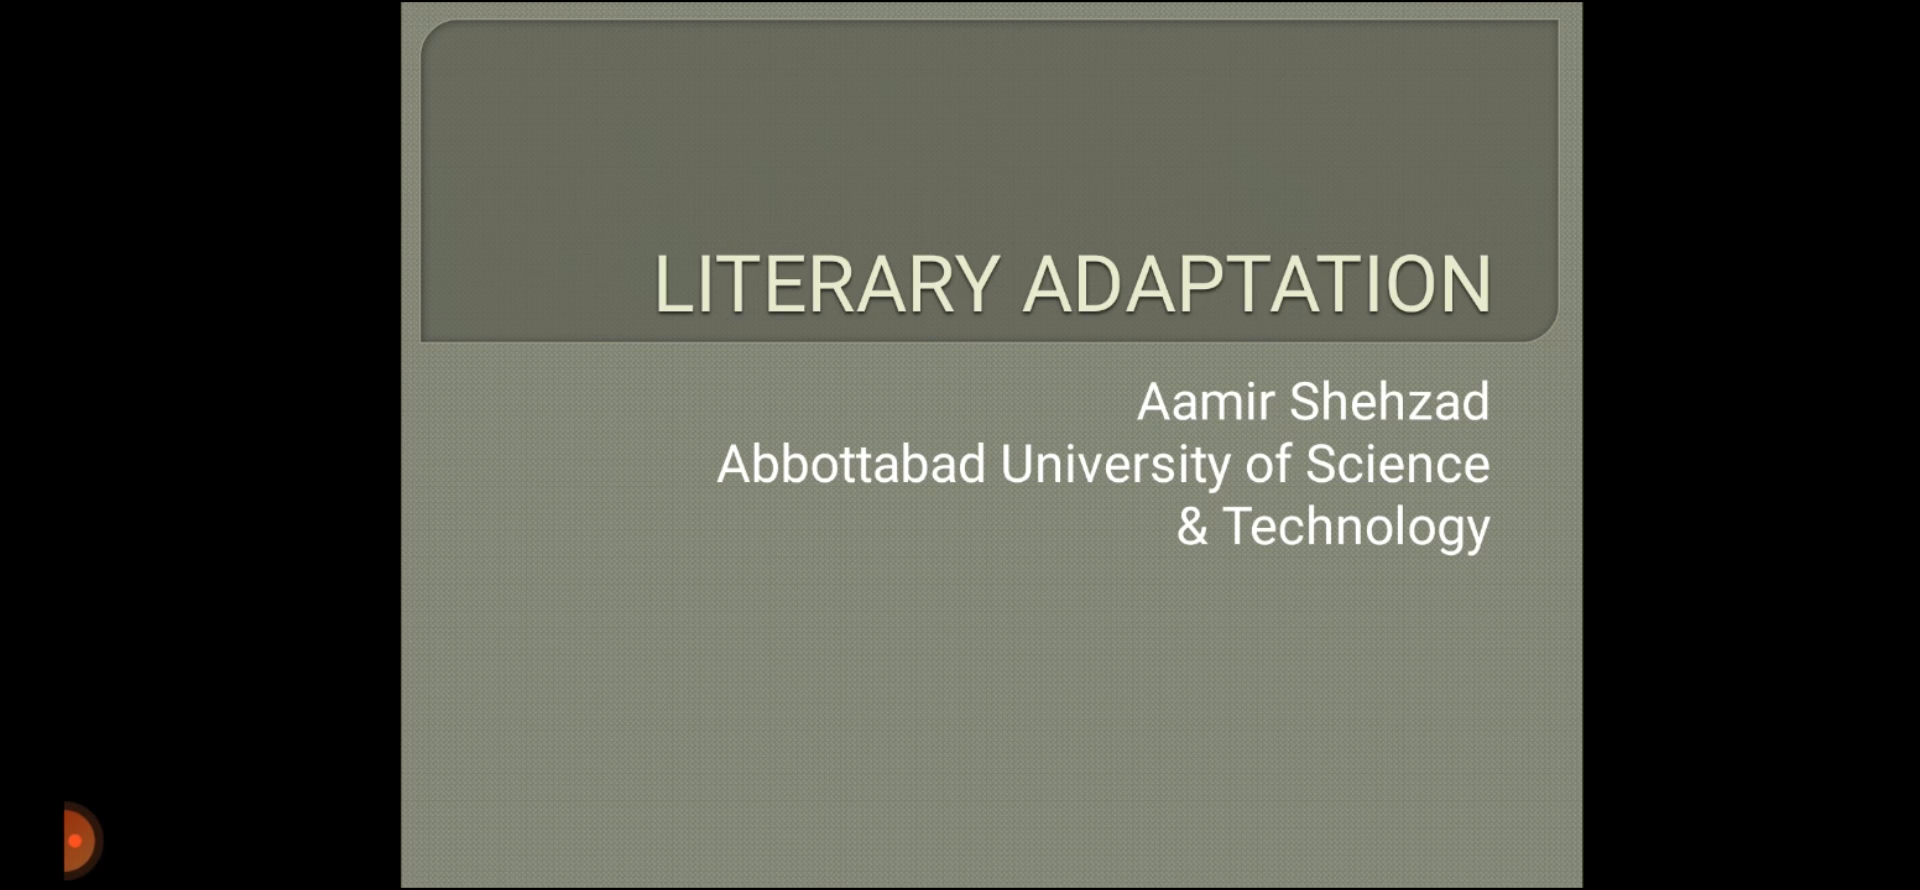 LITERARY ADAPTATION
Aamir Shehzad
Abbottabad University of Science
& Technology